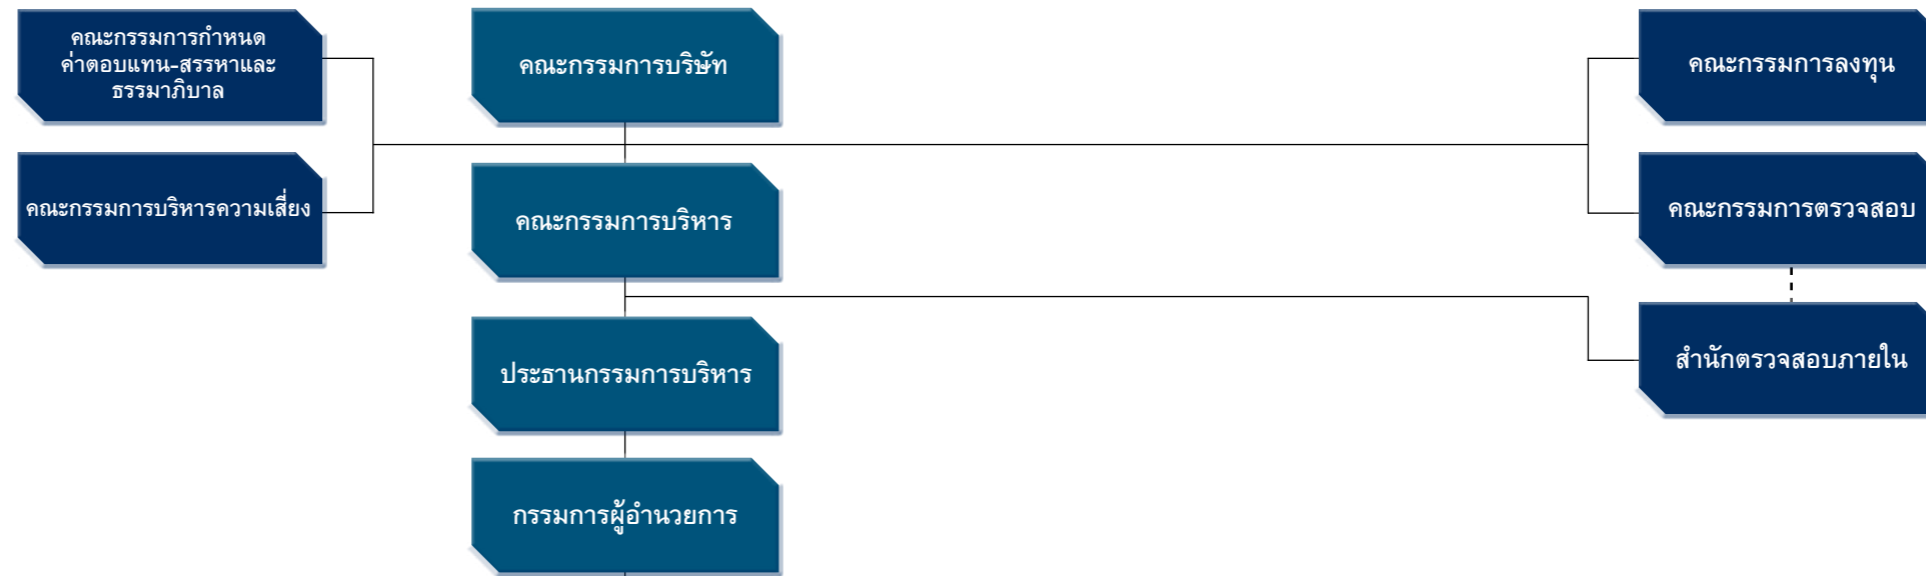 คณะกรรมการกำหนด
ค่าตอบแทน-สรรหาและ
ธรรมาภิบาล
คณะกรรมการบริษัท
คณะกรรมการลงทุน
คณะกรรมการบริหารความเสี่ยง
คณะกรรมการบริหาร
คณะกรรมการตรวจสอบ
ประธานกรรมการบริหาร
สำนักตรวจสอบภายใน
กรรมการผู้อำนวยการ